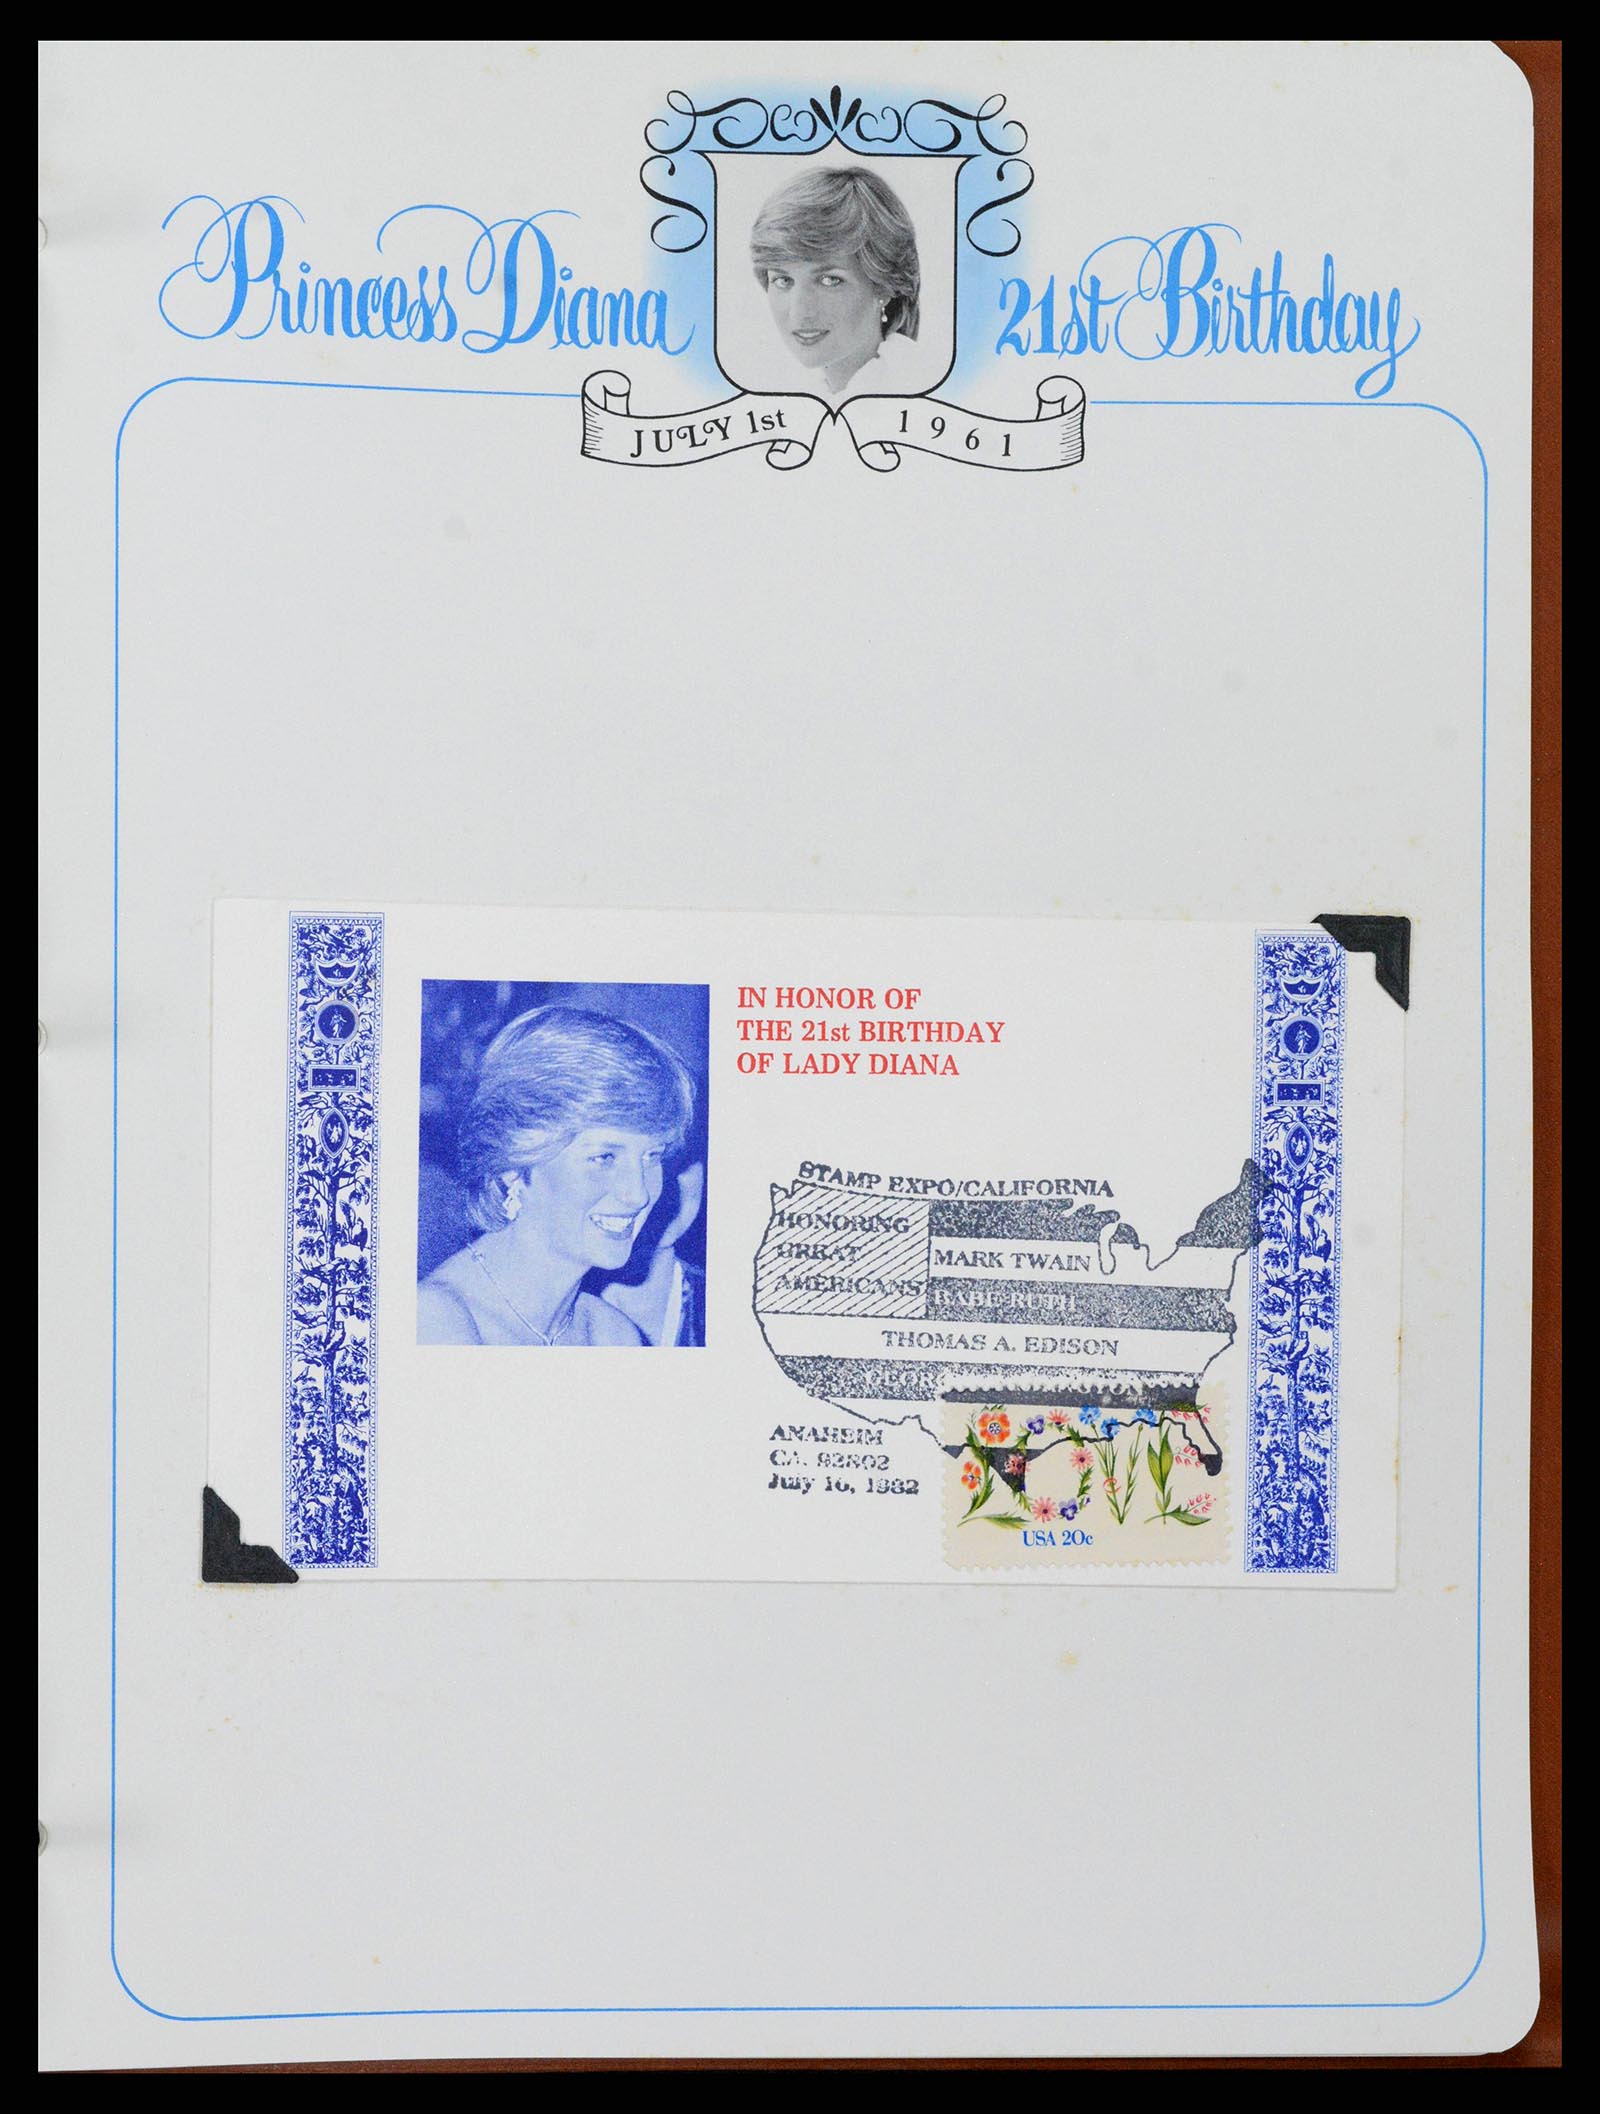 Princess Diana 21st Birthday
JULY 1st 1961
IN HONOR OF
THE 21st BIRTHDAY
OF LADY DIANA
STAMP EXPO/CALIFORNIA
HONORING
GREAT
AMERICANS
MARK TWAIN
BABE RUTH
THOMAS A. EDISON
ANAHEIM
CA. 92802
July 16, 1982
LOVE
USA 20c